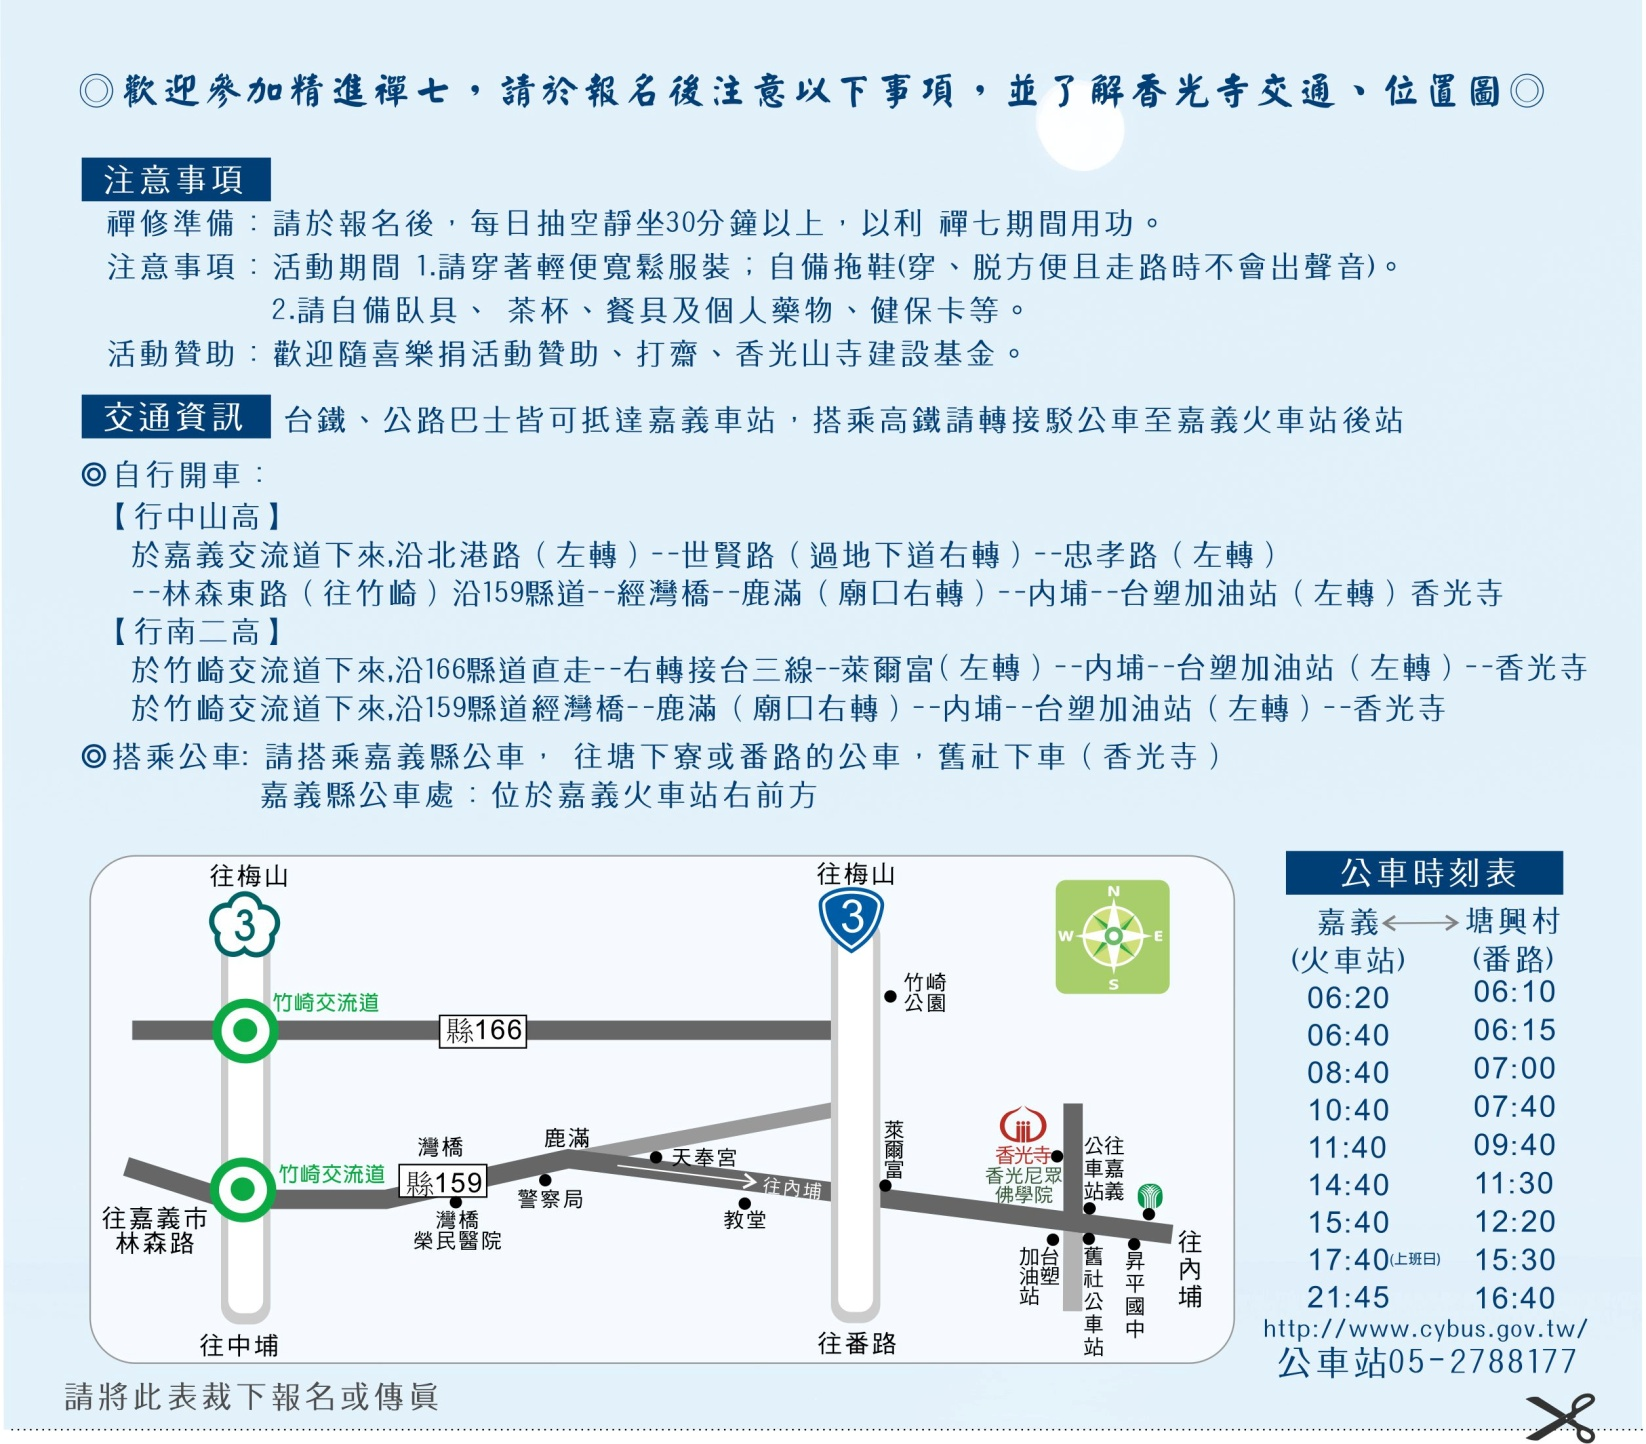 ◎歡迎參加精進禪七，請於報名後注意以下事項，並了解香光寺交通、位置圖◎
注意事項
禪修準備：請於報名後，每日抽空靜坐30分鐘以上，以利 禪七期間用功。
注意事項：活動期間 1.請穿著輕便寬鬆服裝；自備拖鞋(穿、脫方便且走路時不會出聲音)。
2.請自備臥具、 茶杯、餐具及個人藥物、健保卡等。
活動贊助：歡迎隨喜樂捐活動贊助、打齋、香光山寺建設基金。
交通資訊 台鐵、公路巴士皆可抵達嘉義車站，搭乘高鐵請轉接駁公車至嘉義火車站後站
◎自行開車：
【行中山高】
於嘉義交流道下來,沿北港路（左轉）--世賢路（過地下道右轉）--忠孝路（左轉）
--林森東路（往竹崎）沿159縣道--經灣橋--鹿滿（廟口右轉）--內埔--台塑加油站（左轉）香光寺
【行南二高】
於竹崎交流道下來,沿166縣道直走--右轉接台三線--萊爾富(左轉）--內埔--台塑加油站（左轉）--香光寺
於竹崎交流道下來,沿159縣道經灣橋--鹿滿（廟口右轉）--內埔--台塑加油站（左轉）--香光寺
◎搭乘公車: 請搭乘嘉義縣公車， 往塘下寮或番路的公車，舊社下車（香光寺）
嘉義縣公車處：位於嘉義火車站右前方
往梅山
3
竹崎交流道
縣166
往梅山
3
竹崎
公園
N
W
E
S
往嘉義市
林森路
竹崎交流道
灣橋
縣159
灣橋
榮民醫院
鹿滿
警察局
天奉宮
往內埔
教堂
萊爾富
香光寺
香光尼眾
佛學院
往嘉義
公車站
台塑
加油站
舊社公車站
昇平國中
往內埔
往中埔
往番路
公車時刻表
嘉義 塘興村
(火車站) (番路)
06:20 06:10
06:40 06:15
08:40 07:00
10:40 07:40
11:40 09:40
14:40 11:30
15:40 12:20
17:40(上班日) 15:30
21:45 16:40
http://www.cybus.gov.tw/
公車站05-2788177
請將此表裁下報名或傳真